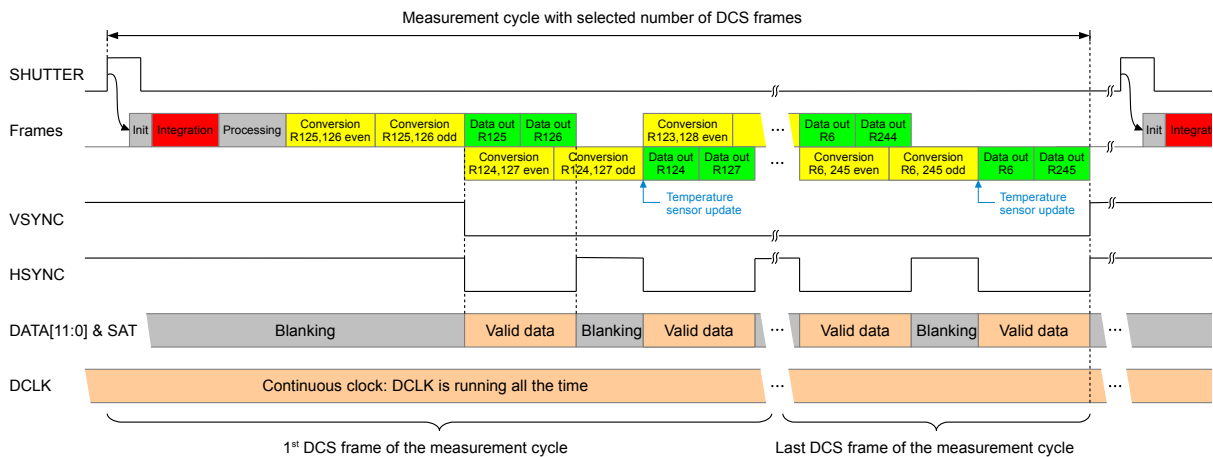 Measurement cycle with selected number of DCS frames
SHUTTER
Frames
Init
Integration
Processing
Conversion
R125,126 even
Conversion
R125,126 odd
Data out
R125
Data out
R126
Conversion
R123,128 even
...
Data out
R6
Data out
R244
Init
Integrati
Conversion
R124,127 even
Conversion
R124,127 odd
Data out
R124
Data out
R127
...
Conversion
R6, 245 even
Conversion
R6, 245 odd
Data out
R6
Data out
R245
Temperature
sensor update
Temperature
sensor update
VSYNC
HSYNC
DATA[11:0] & SAT
Blanking
Valid data
Blanking
Valid data
...
Valid data
Blanking
Valid data
...
DCLK
Continuous clock: DCLK is running all the time
...
...
1st DCS frame of the measurement cycle
Last DCS frame of the measurement cycle